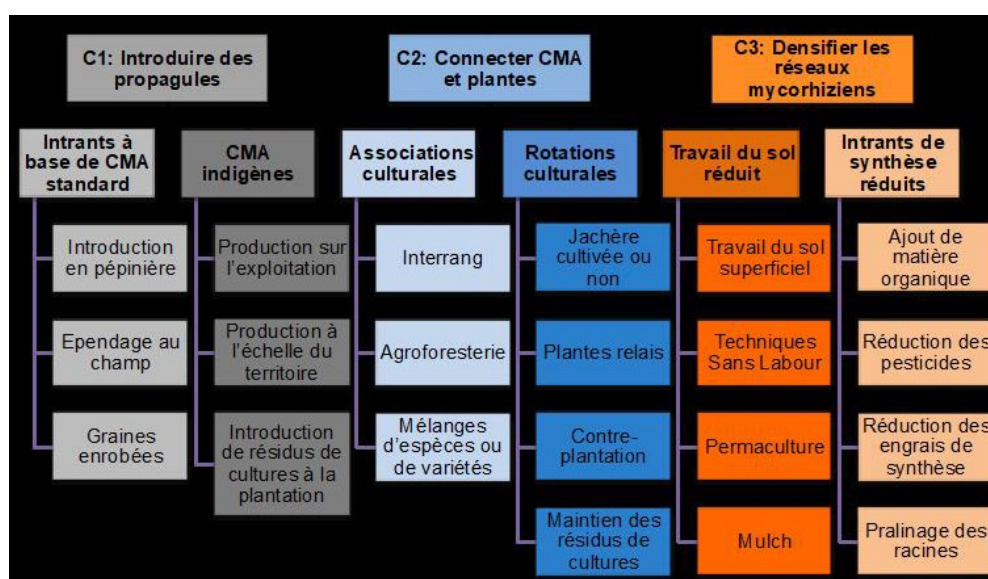 C1: Introduire des
propagules
C2: Connecter CMA
et plantes
C3: Densifier les
réseaux
mycorhiziens
Intrants à
base de CMA
standard
Introduction
en pépinière
Ependage au
champ
Graines
enrobées
CMA
indigènes
Production sur
l'exploitation
Production à
l'échelle du
territoire
Introduction
de résidus de
cultures à la
plantation
Associations
culturales
Interrang
Agroforesterie
Mélanges
d'espèces ou
de variétés
Rotations
culturales
Jachère
cultivée ou
non
Plantes relais
Contre-
plantation
Maintien des
résidus de
cultures
Travail du sol
réduit
Travail du sol
superficiel
Techniques
Sans Labour
Permaculture
Mulch
Intrants de
synthèse
réduits
Ajout de
matière
organique
Réduction des
pesticides
Réduction des
engrais de
synthèse
Pralinage des
racines